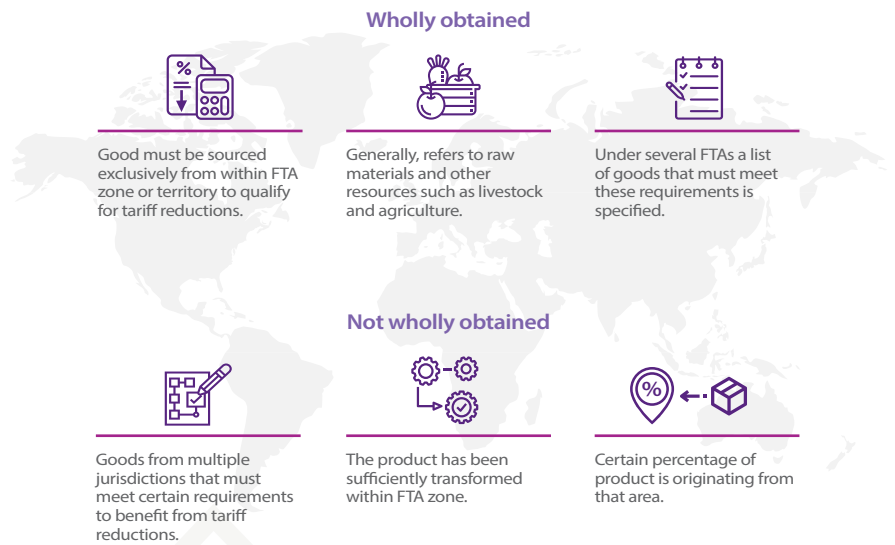 Wholly obtained
%
Good must be sourced
exclusively from within FTA
zone or territory to qualify
for tariff reductions.
Generally, refers to raw
materials and other
resources such as livestock
and agriculture.
Under several FTAs a list
of goods that must meet
these requirements is
specified.
Not wholly obtained
%
Goods from multiple
jurisdictions that must
meet certain requirements
to benefit from tariff
reductions.
The product has been
sufficiently transformed
within FTA zone.
Certain percentage of
product is originating from
that area.